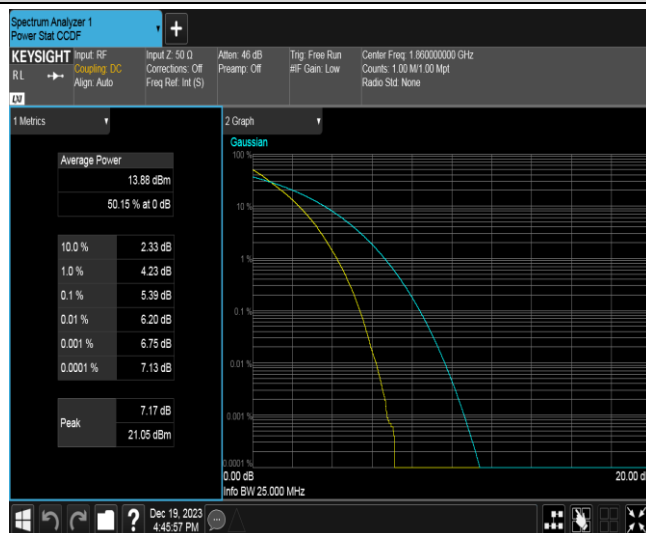 Spectrum Analyzer 1
Power Stat CCDF
+
KEYSIGHT
RL
LXI
Input: RF
Coupling: DC
Align: Auto
Input Z: 50 Ω
Corrections: Off
Freq Ref: Int (S)
Atten: 46 dB
Preamp: Off
Trig: Free Run
#IF Gain: Low
Center Freq: 1.860000000 GHz
Counts: 1.00 M/1.00 Mpt
Radio Std: None
1 Metrics
Average Power
13.88 dBm
50.15 % at 0 dB
10.0 % 2.33 dB
1.0 % 4.23 dB
0.1 % 5.39 dB
0.01 % 6.20 dB
0.001 % 6.75 dB
0.0001 % 7.13 dB
Peak
7.17 dB
21.05 dBm
2 Graph
Gaussian
100 %
10 %
1 %
0.1 %
0.01 %
0.001 %
0.0001 %
0.00 dB
20.00 d
Info BW 25.000 MHz
?
Dec 19, 2023
4:45:57 PM